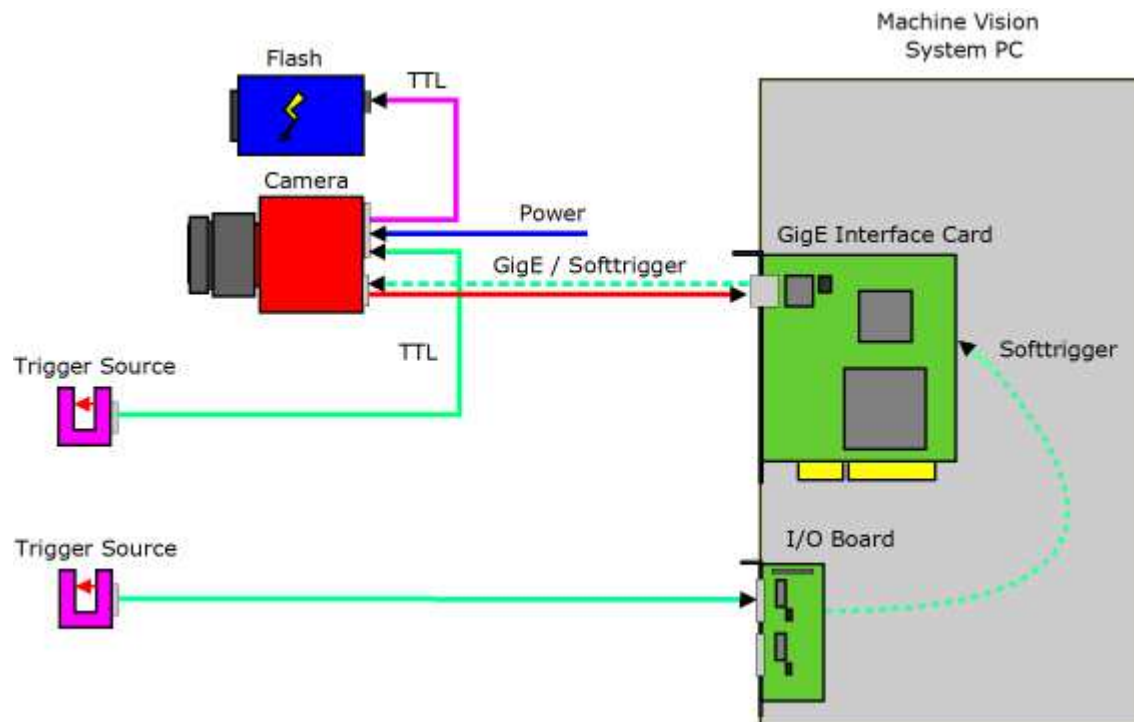 Machine Vision
System PC
Flash
TTL
Camera
Power
GigE Interface Card
GigE / Softtrigger
Softtrigger
TTL
Trigger Source
I/O Board
Trigger Source